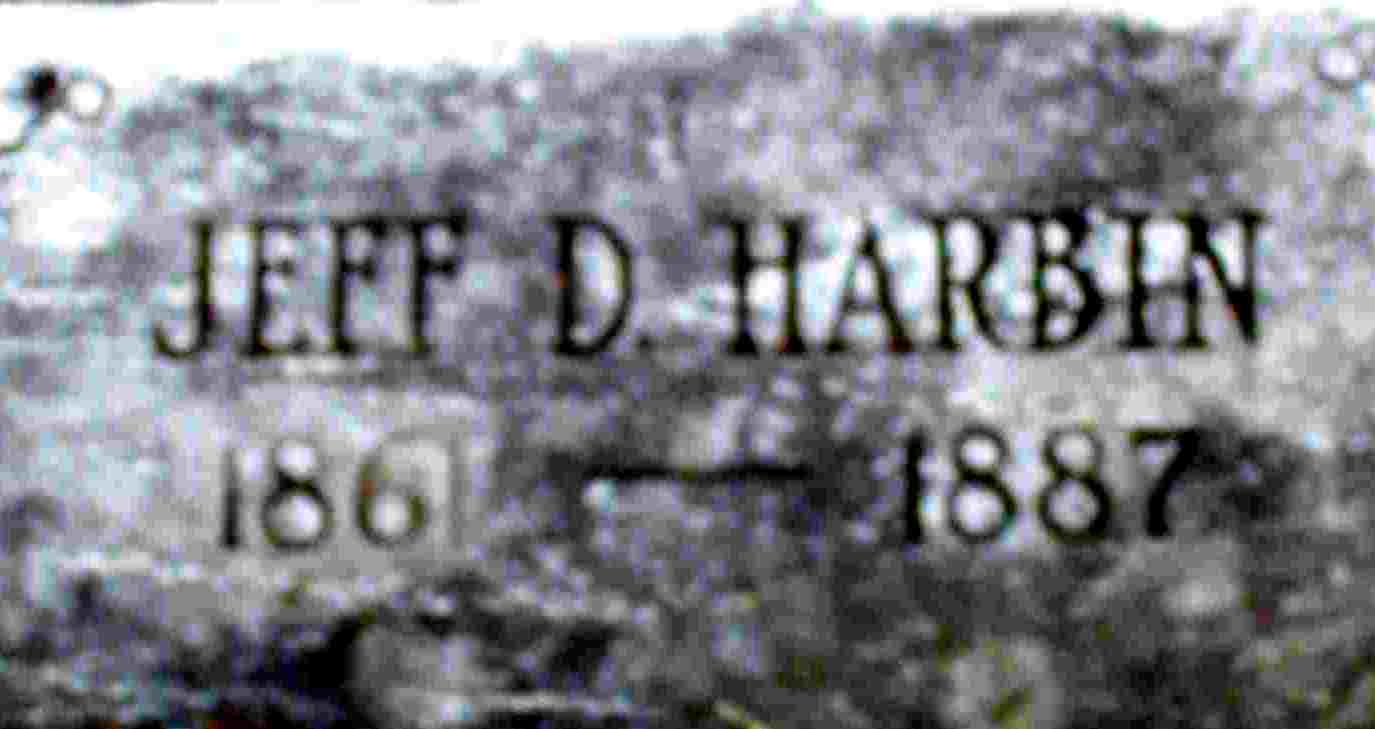 JEFF D. HARBIN
1861 — 1887